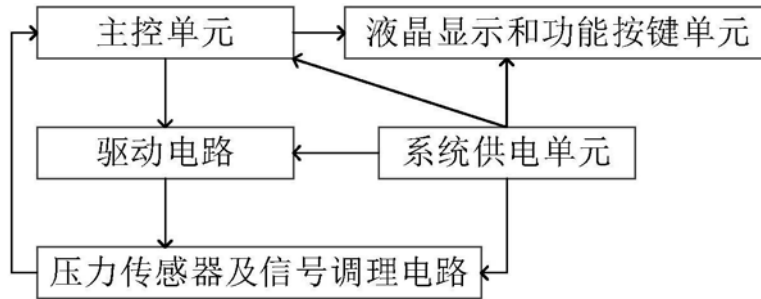 主控单元
液晶显示和功能按键单元
驱动电路
系统供电单元
压力传感器及信号调理电路